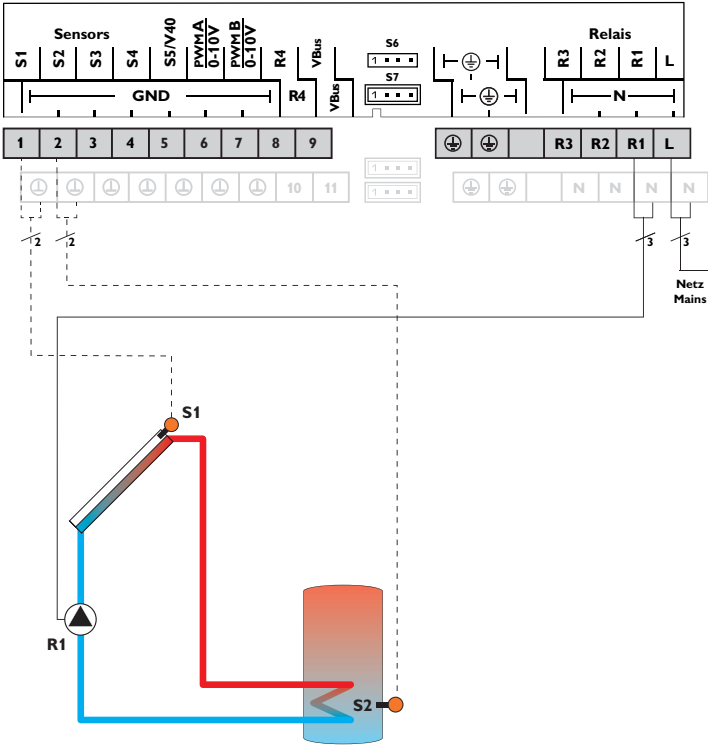 Sensors
Relais
S1 S2 S3 S4 S5/V40 PWM A 0-10V PWM B 0-10V R4 VBus
S6
1
R3 R2 R1 L
GND
R4 VBus
S7
1
N
1 2 3 4 5 6 7 8 9
R3 R2 R1 L
10 11
1
1
N N N N
2 2
3 3
Netz
Mains
S1
R1
S2